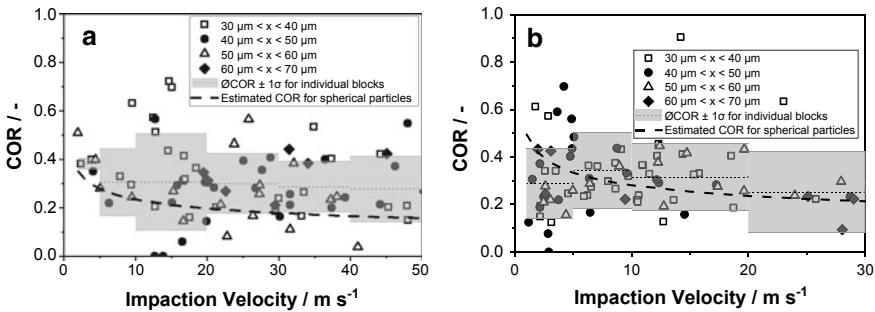 a
30 µm < x < 40 µm
40 µm < x < 50 µm
50 µm < x < 60 µm
60 µm < x < 70 µm
ØCOR ± 1σ for individual blocks
Estimated COR for spherical particles
COR / -
1.0
0.8
0.6
0.4
0.2
0.0
0 10 20 30 40 50
Impaction Velocity / m s⁻¹
b
30 µm < x < 40 µm
40 µm < x < 50 µm
50 µm < x < 60 µm
60 µm < x < 70 µm
ØCOR ± 1σ for individual blocks
Estimated COR for spherical particles
COR / -
1.0
0.8
0.6
0.4
0.2
0.0
0 10 20 30
Impaction Velocity / m s⁻¹